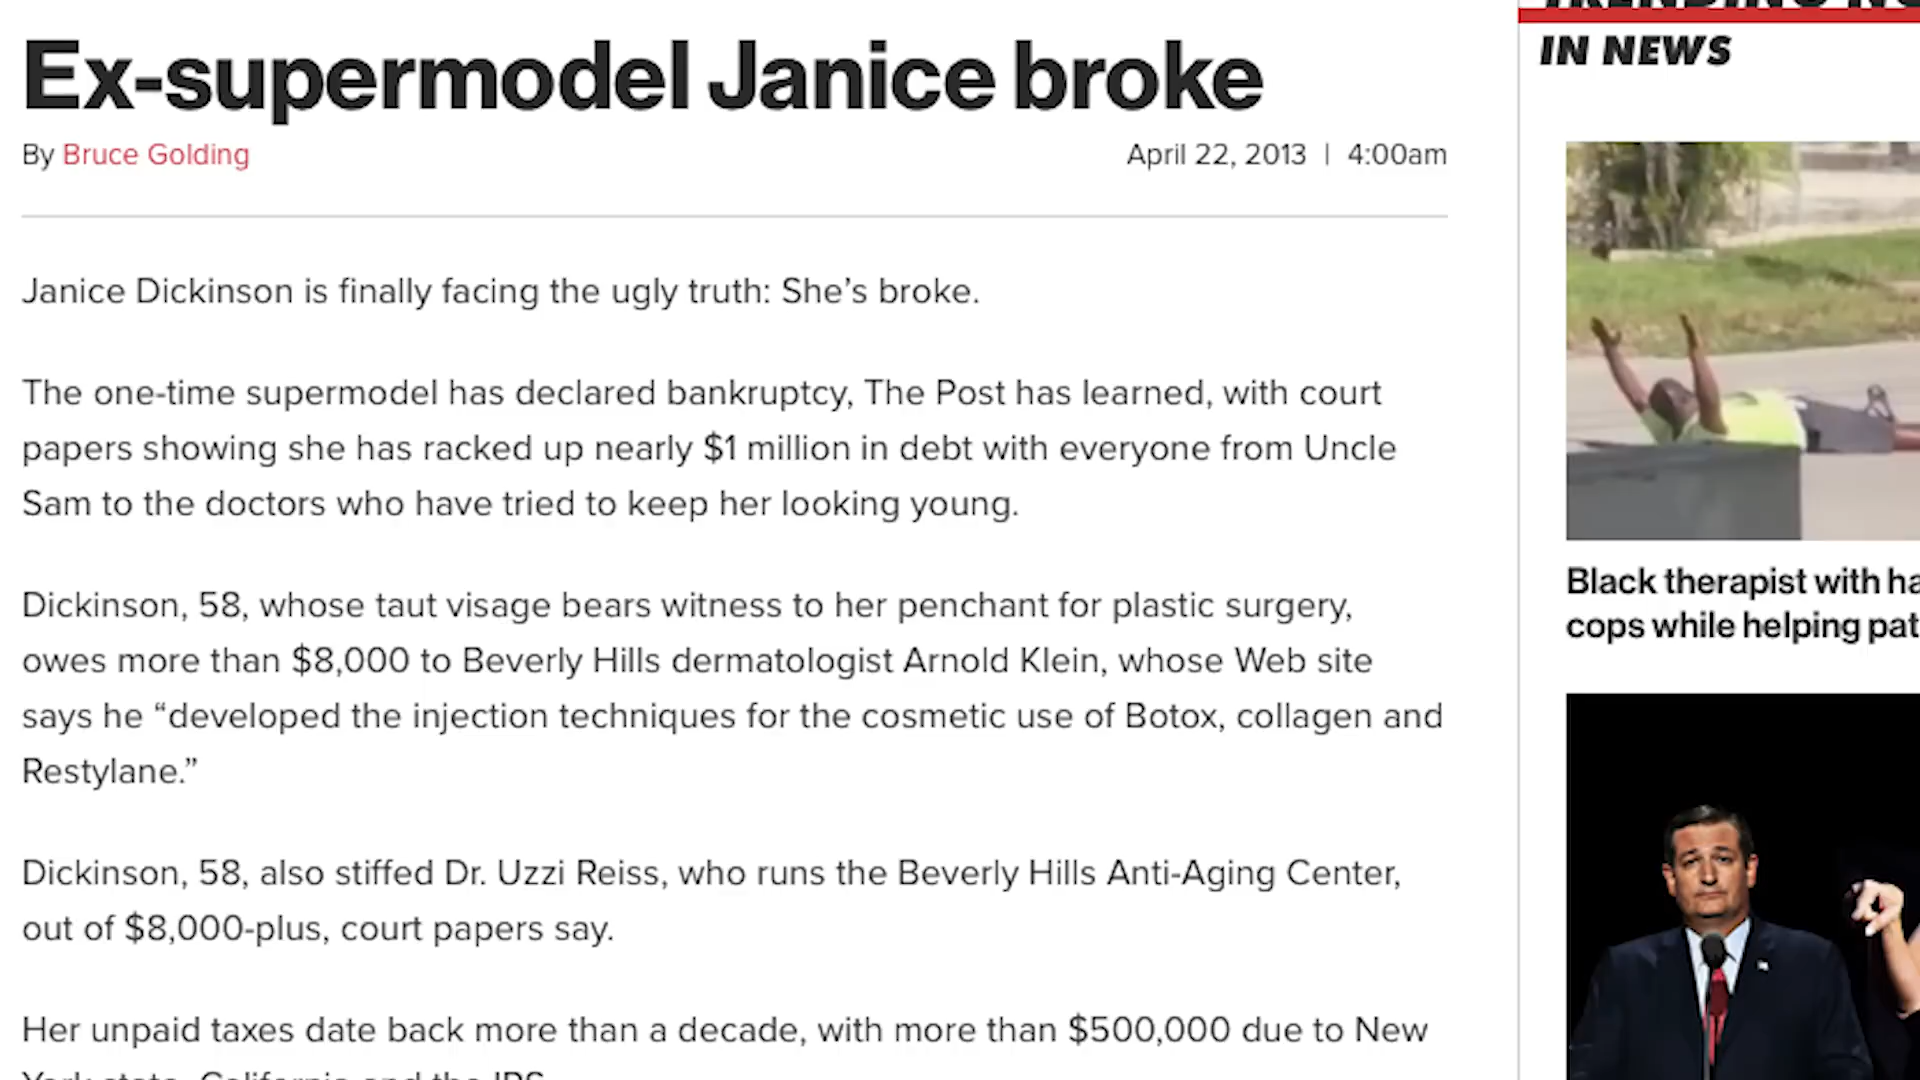 Ex-supermodel Janice broke
By Bruce Golding
April 22, 2013 | 4:00am
Janice Dickinson is finally facing the ugly truth: She’s broke.
The one-time supermodel has declared bankruptcy, The Post has learned, with court
papers showing she has racked up nearly $1 million in debt with everyone from Uncle
Sam to the doctors who have tried to keep her looking young.
Dickinson, 58, whose taut visage bears witness to her penchant for plastic surgery,
owes more than $8,000 to Beverly Hills dermatologist Arnold Klein, whose Web site
says he “developed the injection techniques for the cosmetic use of Botox, collagen and
Restylane.”
Dickinson, 58, also stiffed Dr. Uzzi Reiss, who runs the Beverly Hills Anti-Aging Center,
out of $8,000-plus, court papers say.
Her unpaid taxes date back more than a decade, with more than $500,000 due to New
York state, California and the IRS.
TRENDING NO
IN NEWS
Black therapist with ha
cops while helping pat